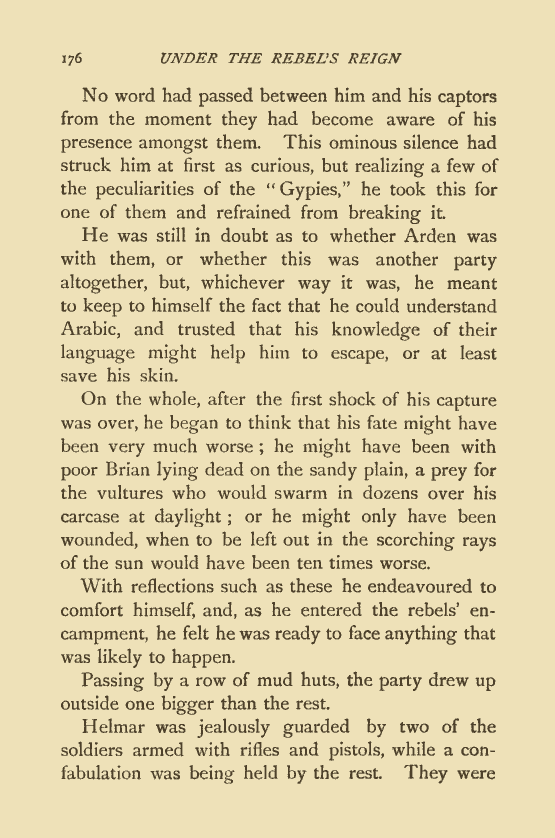 176 UNDER THE REBEL'S REIGN
No word had passed between him and his captors
from the moment they had become aware of his
presence amongst them. This ominous silence had
struck him at first as curious, but realizing a few of
the peculiarities of the "Gypies," he took this for
one of them and refrained from breaking it.
He was still in doubt as to whether Arden was
with them, or whether this was another party
altogether, but, whichever way it was, he meant
to keep to himself the fact that he could understand
Arabic, and trusted that his knowledge of their
language might help him to escape, or at least
save his skin.
On the whole, after the first shock of his capture
was over, he began to think that his fate might have
been very much worse ; he might have been with
poor Brian lying dead on the sandy plain, a prey for
the vultures who would swarm in dozens over his
carcase at daylight ; or he might only have been
wounded, when to be left out in the scorching rays
of the sun would have been ten times worse.
With reflections such as these he endeavoured to
comfort himself, and, as he entered the rebels' en-
campment, he felt he was ready to face anything that
was likely to happen.
Passing by a row of mud huts, the party drew up
outside one bigger than the rest.
Helmar was jealously guarded by two of the
soldiers armed with rifles and pistols, while a con-
fabulation was being held by the rest. They were